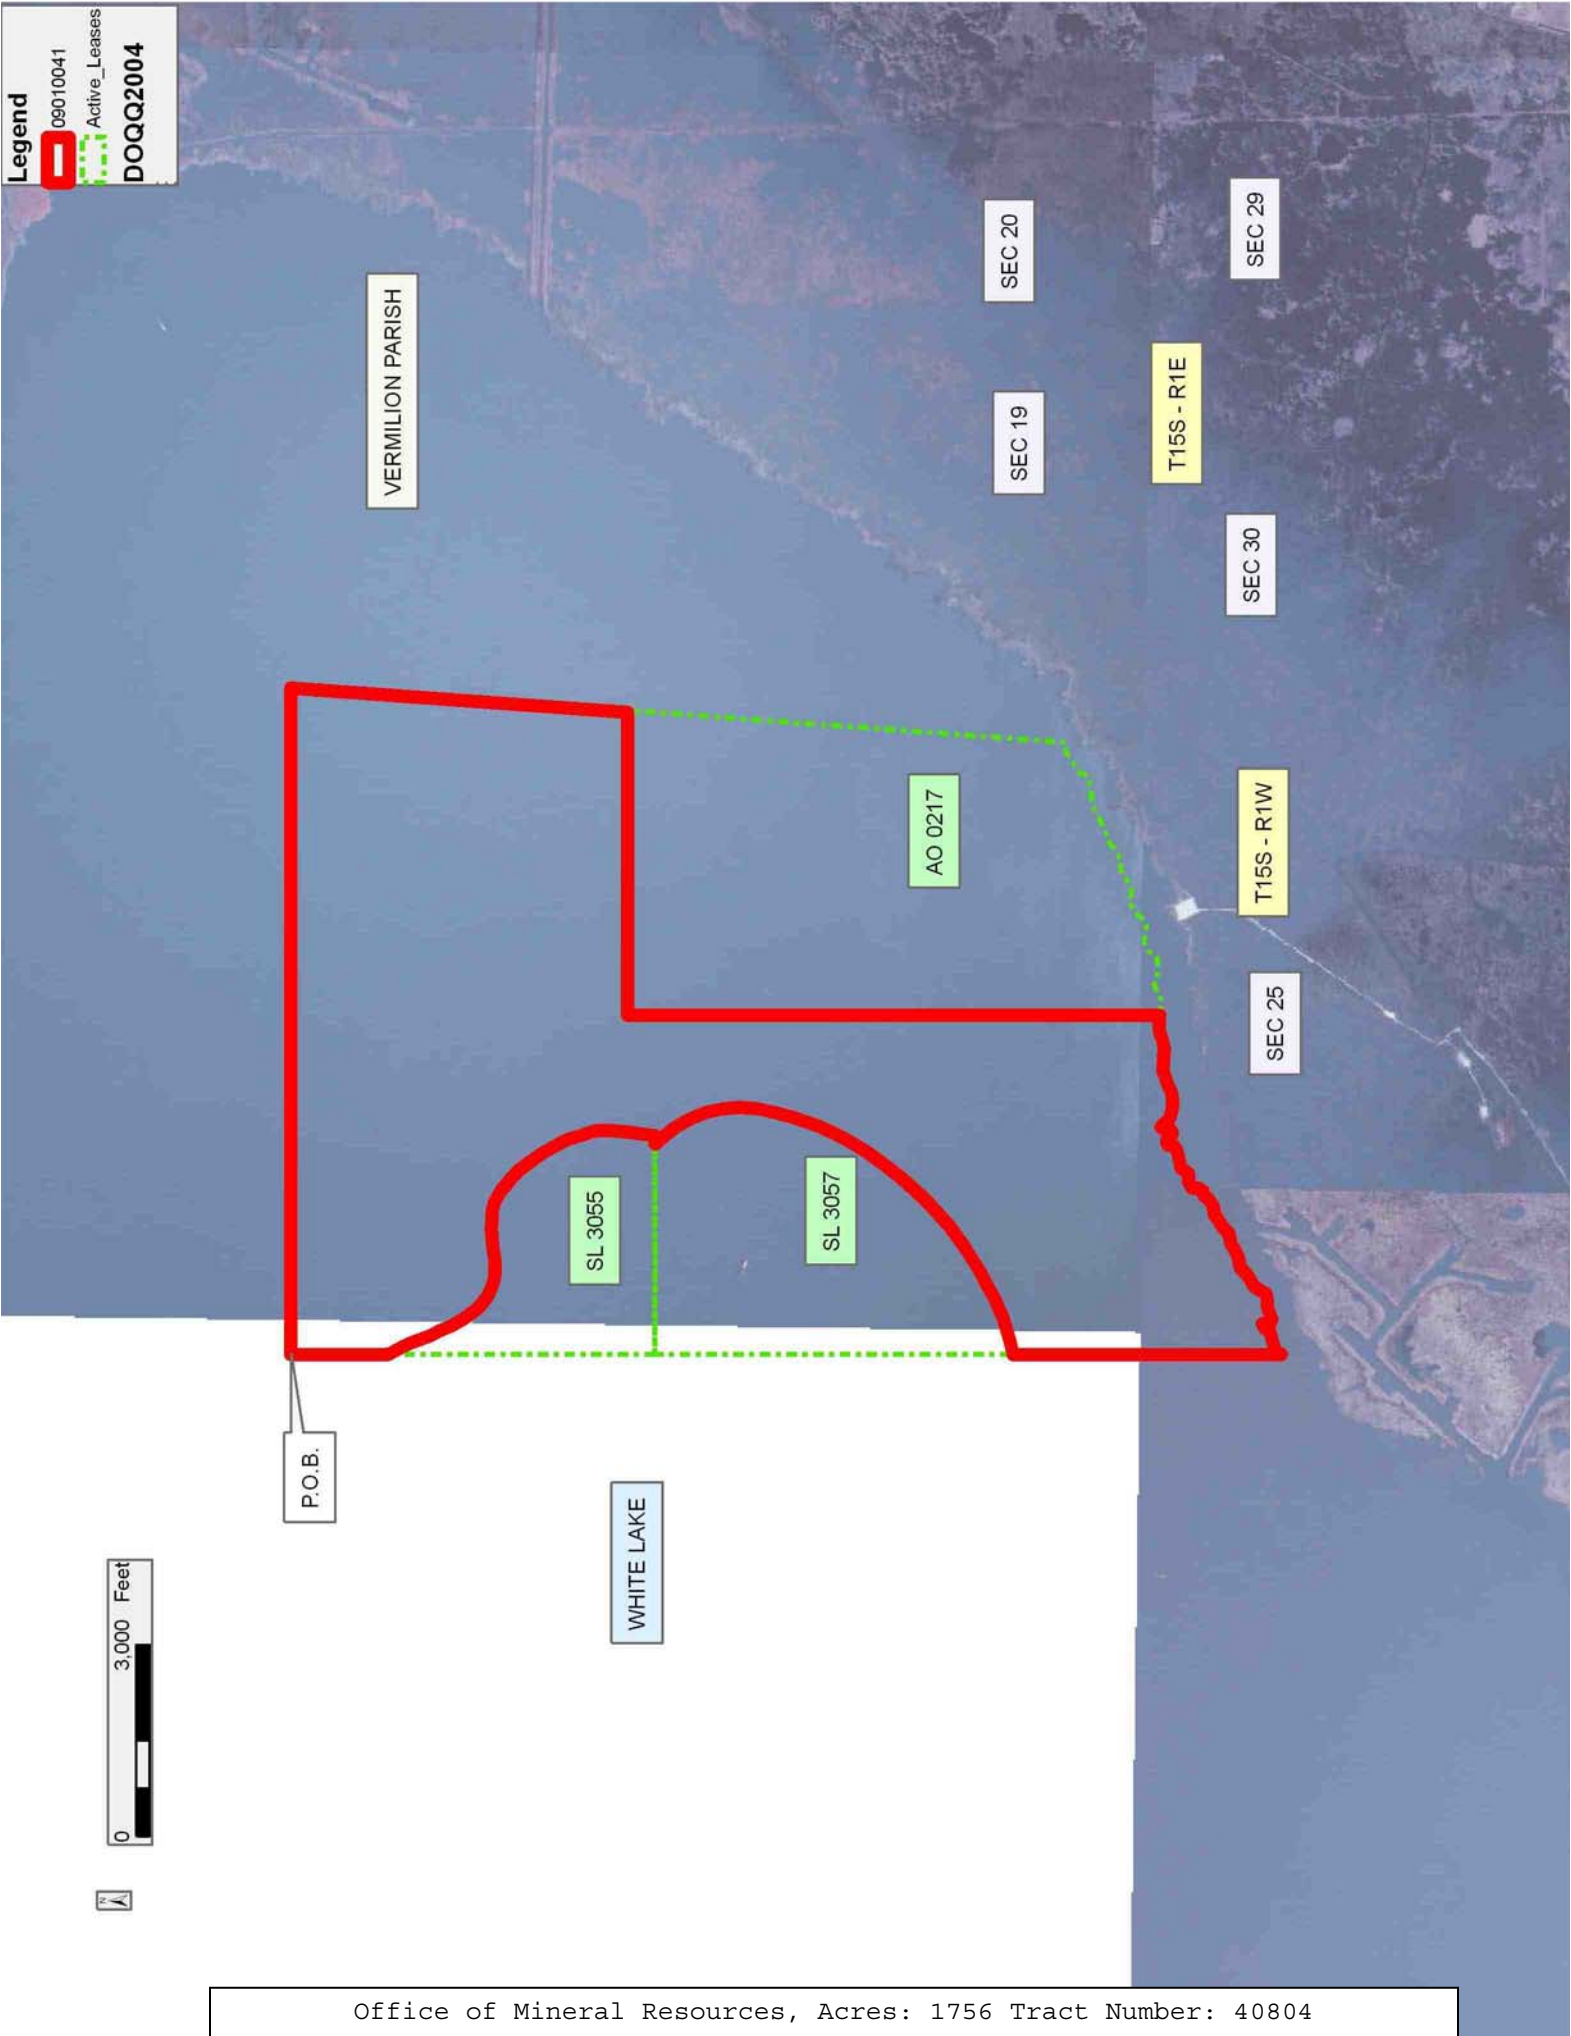 Legend
09010041
Active_Leases
DOQQ2004
VERMILION PARISH
SEC 20
SEC 29
SEC 19
T15S - R1E
SEC 30
AO 0217
T15S - R1W
SEC 25
SL 3055
SL 3057
P.O.B.
WHITE LAKE
0 3,000 Feet
N
Office of Mineral Resources, Acres: 1756 Tract Number: 40804